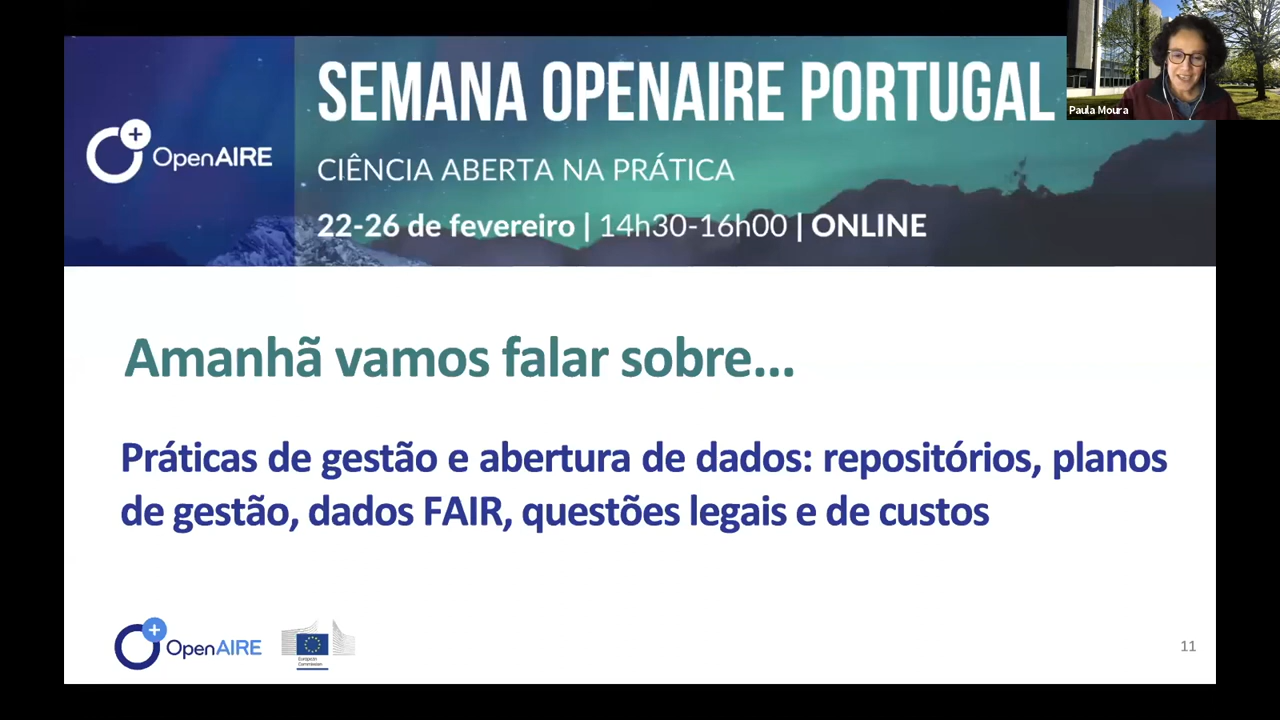 SEMANA OPENAIRE PORTUGAL
Paula Moura
OpenAIRE
CIÊNCIA ABERTA NA PRÁTICA
22-26 de fevereiro | 14h30-16h00 | ONLINE
Amanhã vamos falar sobre...
Práticas de gestão e abertura de dados: repositórios, planos
de gestão, dados FAIR, questões legais e de custos
OpenAIRE
European
Commission
11